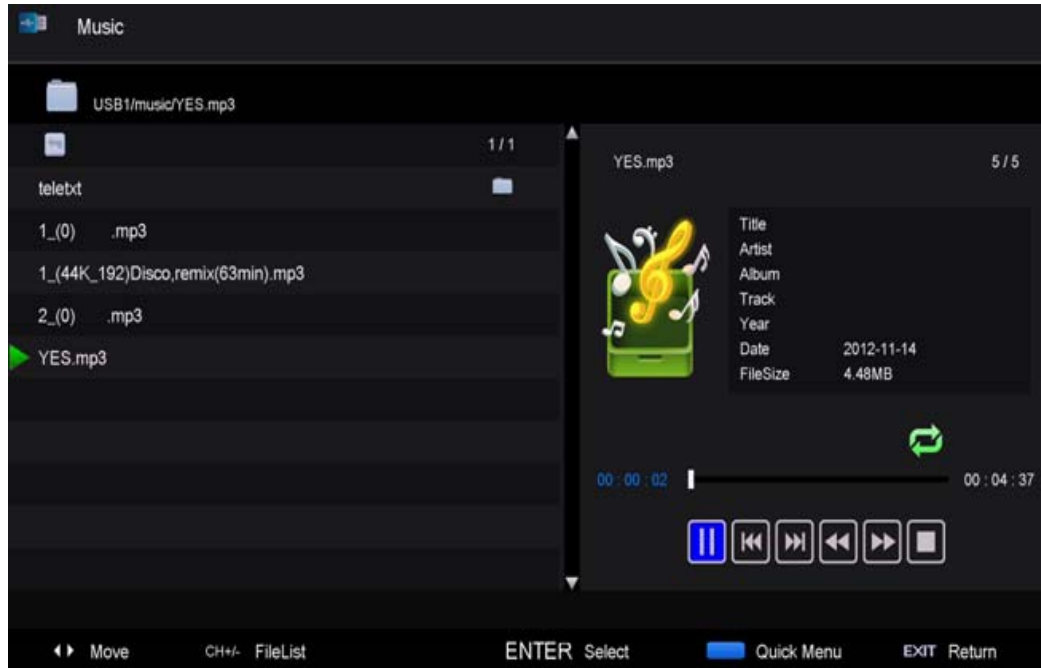 Music
USB1/music/YES.mp3
1 / 1
teletxt
1_(0) .mp3
1_(44K_192)Disco,remix(63min).mp3
2_(0) .mp3
YES.mp3
YES.mp3 5 / 5
Title
Artist
Album
Track
Year
Date 2012-11-14
FileSize 4.48MB
00 : 00 : 02 00 : 04 : 37
Move CH+/- FileList ENTER Select Quick Menu EXIT Return